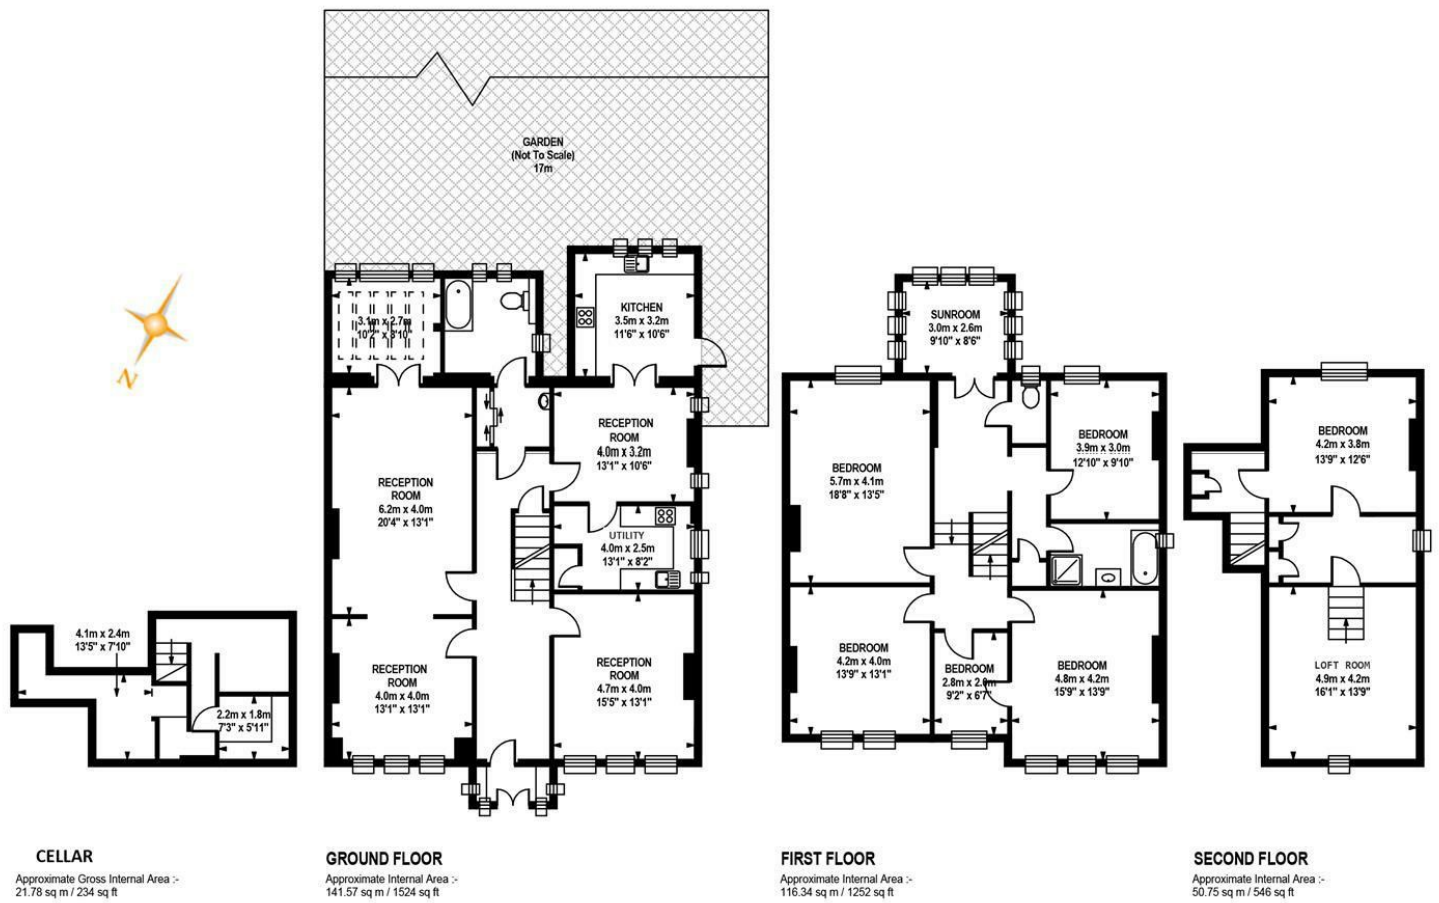 GARDEN
(Not To Scale)
17m
N
3.1m x 2.7m
10'2" x 8'10"
KITCHEN
3.5m x 3.2m
11'6" x 10'6"
RECEPTION
ROOM
4.0m x 3.2m
13'1" x 10'6"
RECEPTION
ROOM
6.2m x 4.0m
20'4" x 13'1"
UTILITY
4.0m x 2.5m
13'1" x 8'2"
RECEPTION
ROOM
4.0m x 4.0m
13'1" x 13'1"
RECEPTION
ROOM
4.7m x 4.0m
15'5" x 13'1"
4.1m x 2.4m
13'5" x 7'10"
2.2m x 1.8m
7'3" x 5'11"
SUNROOM
3.0m x 2.6m
9'10" x 8'6"
BEDROOM
5.7m x 4.1m
18'8" x 13'5"
BEDROOM
3.9m x 3.0m
12'10" x 9'10"
BEDROOM
4.2m x 4.0m
13'9" x 13'1"
BEDROOM
2.8m x 2.0m
9'2" x 6'7"
BEDROOM
4.8m x 4.2m
15'9" x 13'9"
BEDROOM
4.2m x 3.8m
13'9" x 12'6"
LOFT ROOM
4.9m x 4.2m
16'1" x 13'9"
CELLAR
Approximate Gross Internal Area :-
21.78 sq m / 234 sq ft
GROUND FLOOR
Approximate Internal Area :-
141.57 sq m / 1524 sq ft
FIRST FLOOR
Approximate Internal Area :-
116.34 sq m / 1252 sq ft
SECOND FLOOR
Approximate Internal Area :-
50.75 sq m / 546 sq ft